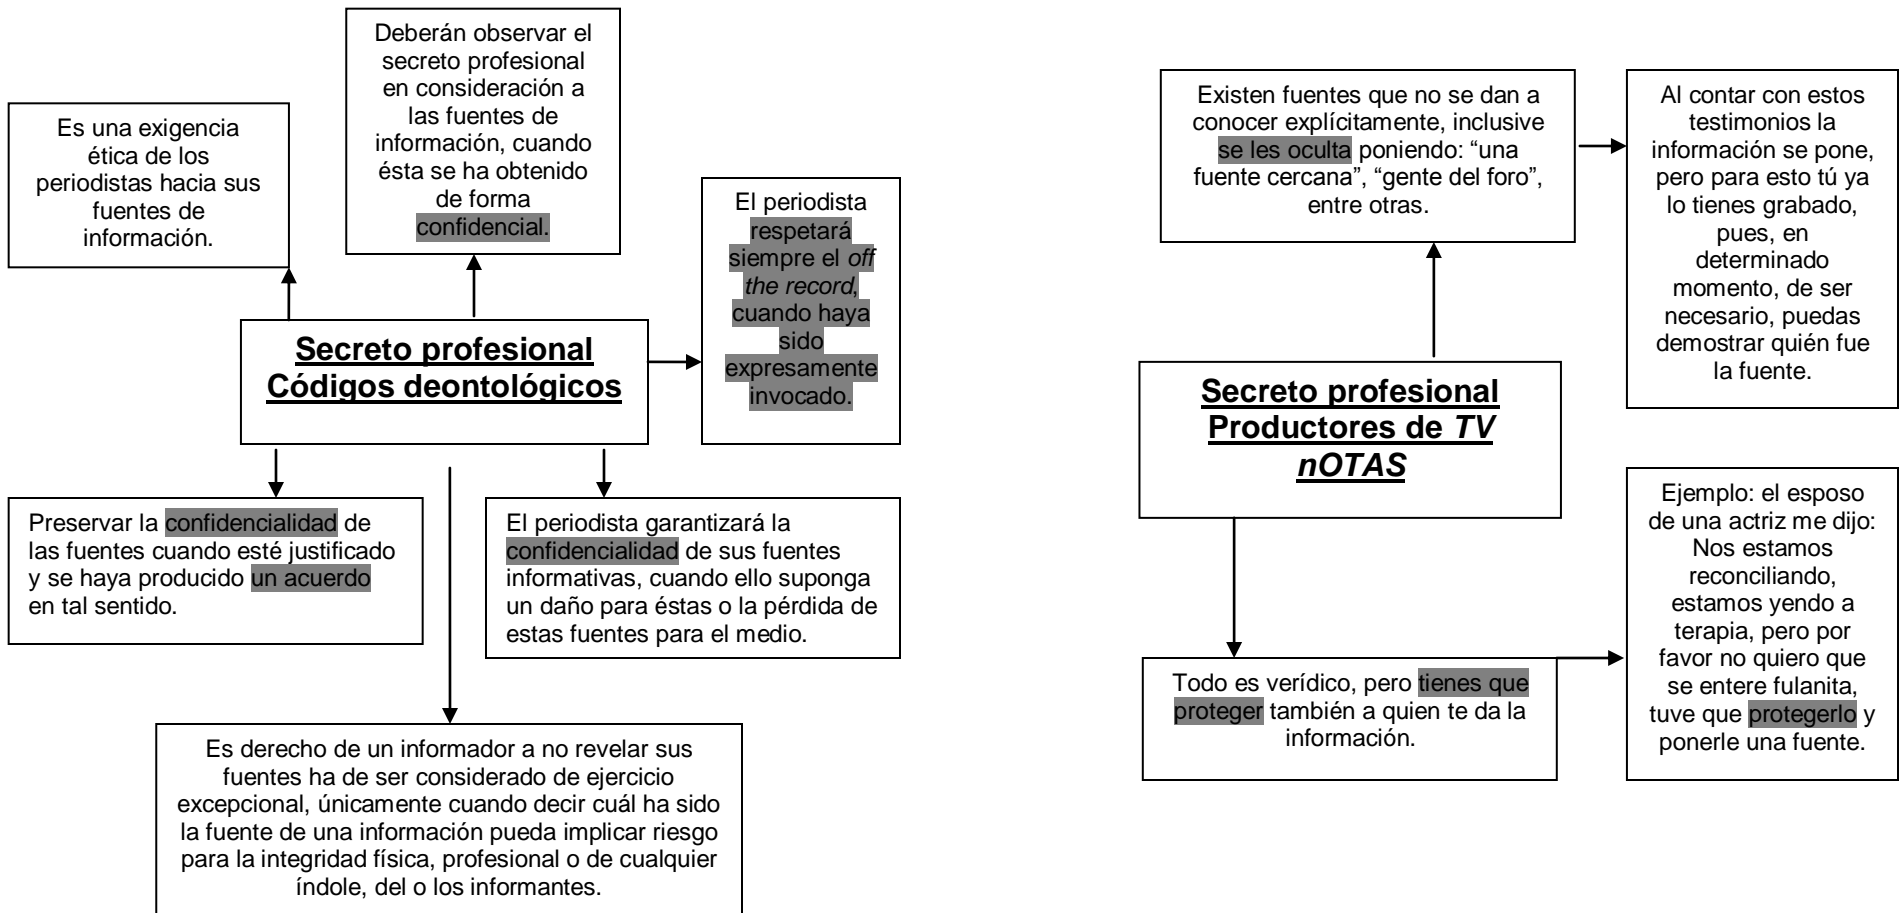 Es una exigencia
ética de los
periodistas hacia sus
fuentes de
información.
Deberán observar el
secreto profesional
en consideración a
las fuentes de
información, cuando
ésta se ha obtenido
de forma
confidencial.
El periodista
respetará
siempre el off
the record,
cuando haya
sido
expresamente
invocado.
Secreto profesional
Códigos deontológicos
Preservar la confidencialidad de
las fuentes cuando esté justificado
y se haya producido un acuerdo
en tal sentido.
El periodista garantizará la
confidencialidad de sus fuentes
informativas, cuando ello suponga
un daño para éstas o la pérdida de
estas fuentes para el medio.
Es derecho de un informador a no revelar sus
fuentes ha de ser considerado de ejercicio
excepcional, únicamente cuando decir cuál ha sido
la fuente de una información pueda implicar riesgo
para la integridad física, profesional o de cualquier
índole, del o los informantes.
Existen fuentes que no se dan a
conocer explícitamente, inclusive
se les oculta poniendo: “una
fuente cercana”, “gente del foro”,
entre otras.
Al contar con estos
testimonios la
información se pone,
pero para esto tú ya
lo tienes grabado,
pues, en
determinado
momento, de ser
necesario, puedas
demostrar quién fue
la fuente.
Secreto profesional
Productores de TV
nOTAS
Todo es verídico, pero tienes que
proteger también a quien te da la
información.
Ejemplo: el esposo
de una actriz me dijo:
Nos estamos
reconciliando,
estamos yendo a
terapia, pero por
favor no quiero que
se entere fulanita,
tuve que protegerlo y
ponerle una fuente.